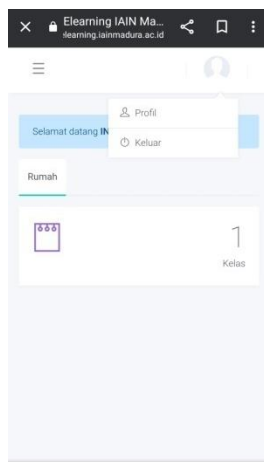 Elearning IAIN Ma...
elearning.iainmadura.ac.id
Profil
Selamat datang IN
Keluar
Rumah
1
Kelas